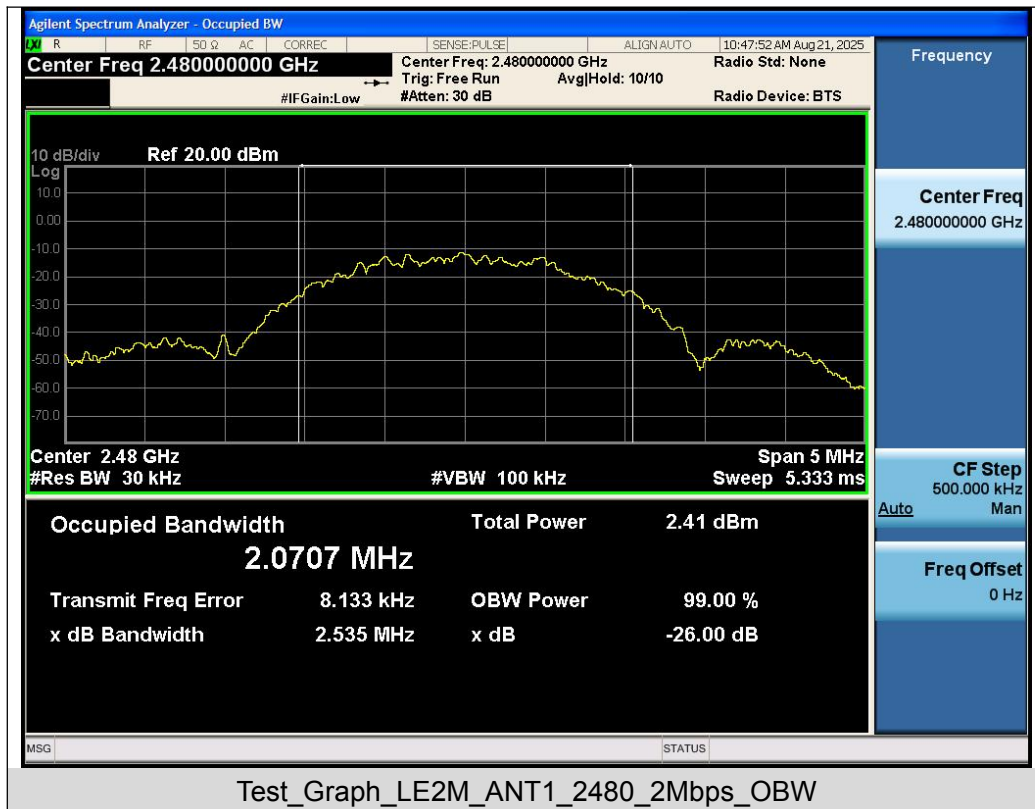 Agilent Spectrum Analyzer - Occupied BW
LXI R RF 50 Ω AC CORREC SENSE:PULSE ALIGN AUTO 10:47:52 AM Aug 21, 2025
Center Freq 2.480000000 GHz Center Freq: 2.480000000 GHz Radio Std: None
Trig: Free Run Avg|Hold: 10/10
#IFGain:Low #Atten: 30 dB Radio Device: BTS
10 dB/div Ref 20.00 dBm
Log
10.0
0.00
-10.0
-20.0
-30.0
-40.0
-50.0
-60.0
-70.0
Center 2.48 GHz Span 5 MHz
#Res BW 30 kHz #VBW 100 kHz Sweep 5.333 ms
Occupied Bandwidth Total Power 2.41 dBm
2.0707 MHz
Transmit Freq Error 8.133 kHz OBW Power 99.00 %
x dB Bandwidth 2.535 MHz x dB -26.00 dB
Frequency
Center Freq
2.480000000 GHz
CF Step
500.000 kHz
Auto Man
Freq Offset
0 Hz
MSG STATUS
Test_Graph_LE2M_ANT1_2480_2Mbps_OBW